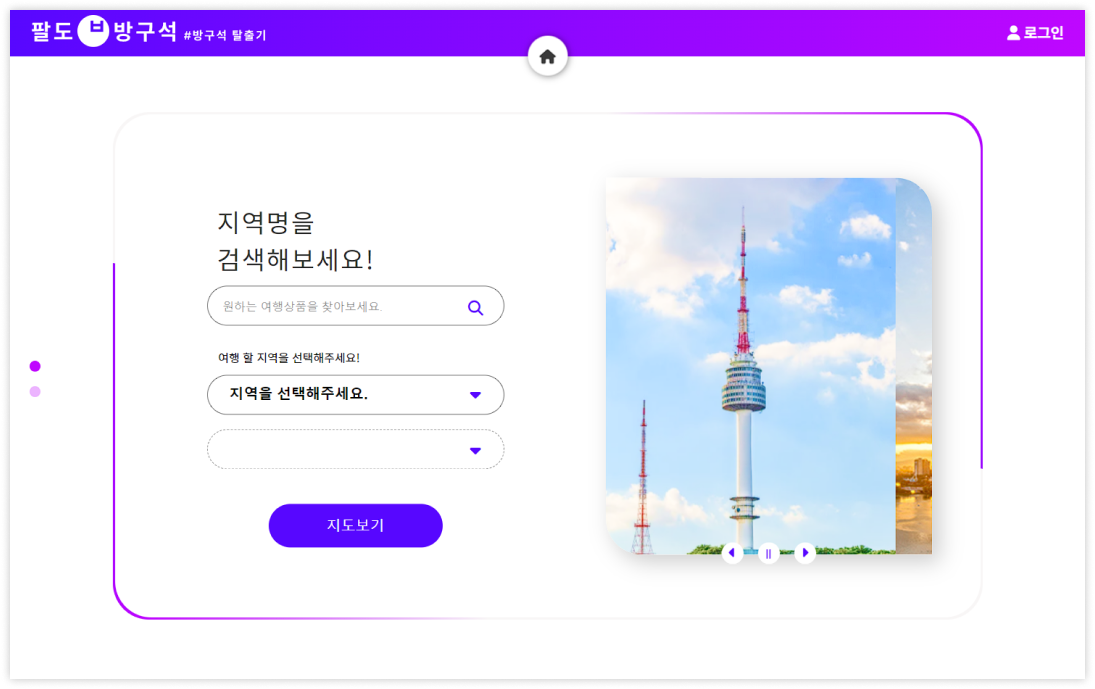 팔도 ㅂ 방구석 #방구석 탈출기
로그인
지역명을
검색해보세요!
원하는 여행상품을 찾아보세요.
여행 할 지역을 선택해주세요!
지역을 선택해주세요.
지도보기